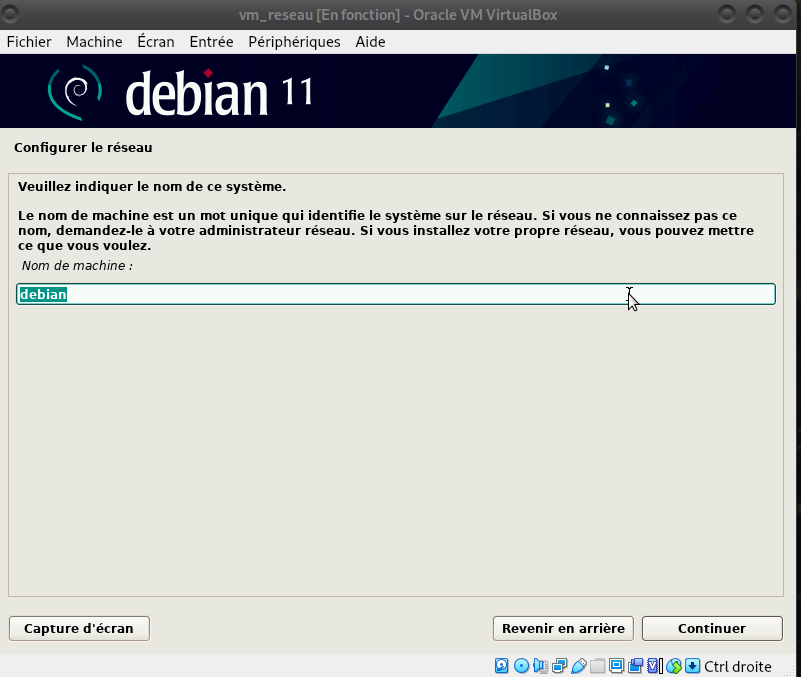 vm_reseau [En fonction] - Oracle VM VirtualBox
Fichier Machine Écran Entrée Périphériques Aide
debian 11
Configurer le réseau
Veuillez indiquer le nom de ce système.
Le nom de machine est un mot unique qui identifie le système sur le réseau. Si vous ne connaissez pas ce
nom, demandez-le à votre administrateur réseau. Si vous installez votre propre réseau, vous pouvez mettre
ce que vous voulez.
Nom de machine :
debian
Capture d'écran Revenir en arrière Continuer
Ctrl droite